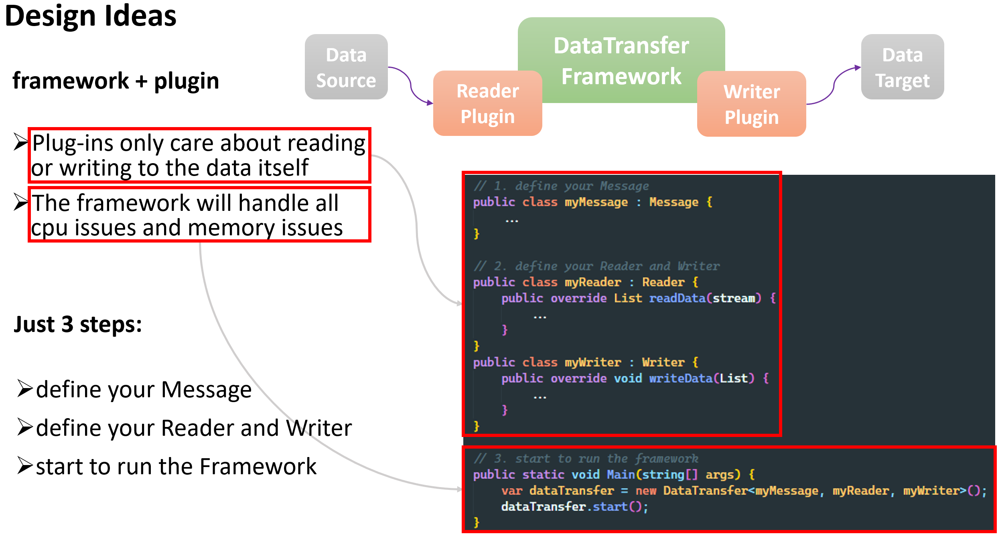 Design Ideas
framework + plugin
Data
Source
Reader
Plugin
DataTransfer
Framework
Writer
Plugin
Data
Target
Plug-ins only care about reading
or writing to the data itself
The framework will handle all
cpu issues and memory issues
Just 3 steps:
define your Message
define your Reader and Writer
start to run the Framework
// 1. define your Message
public class myMessage : Message {
...
}
// 2. define your Reader and Writer
public class myReader : Reader {
public override List readData(stream) {
...
}
}
public class myWriter : Writer {
public override void writeData(List) {
...
}
}
// 3. start to run the framework
public static void Main(string[] args) {
var dataTransfer = new DataTransfer<myMessage, myReader, myWriter>();
dataTransfer.start();
}